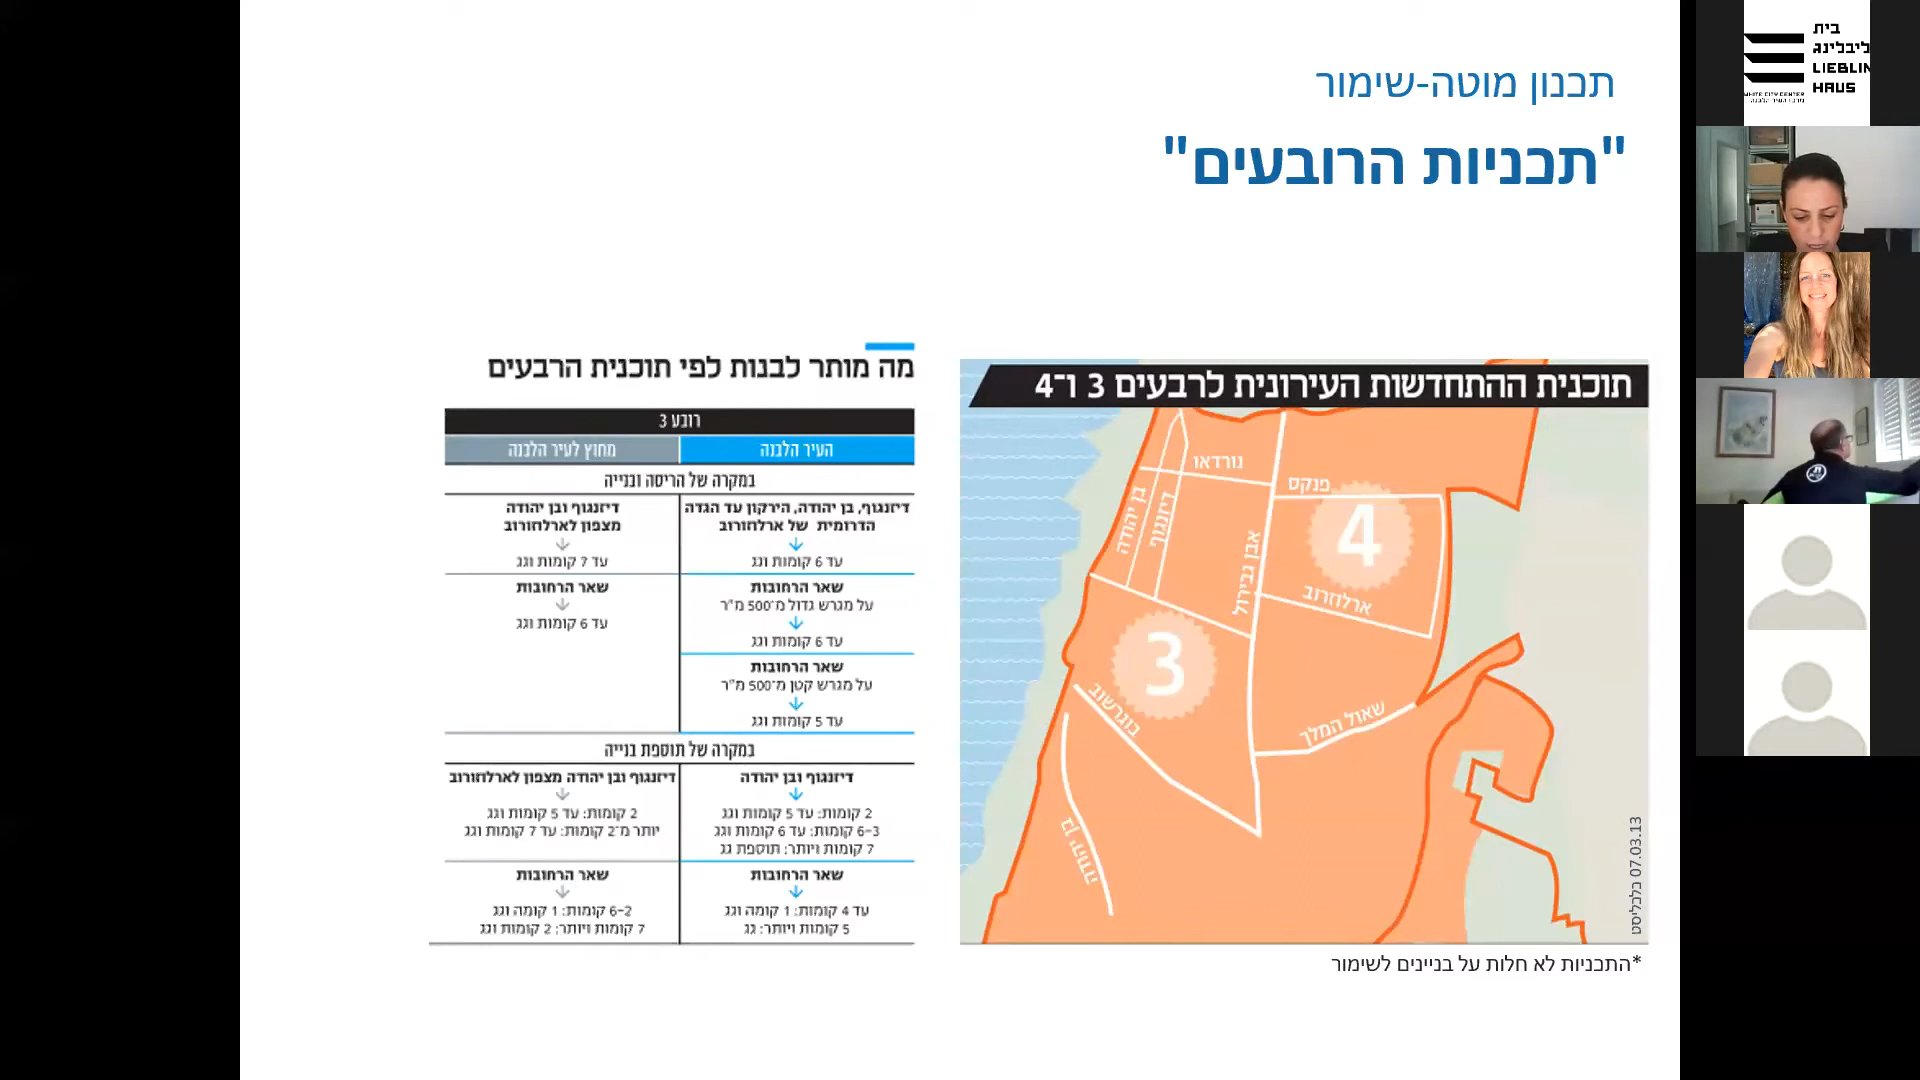 תכנון מוטה-שימור
"תכניות הרובעים"
תוכנית ההתחדשות העירונית לרבעים 3 ו־4
נורדאו
פנקס
בן יהודה
דיזנגוף
אבן גבירול
4
ארלוזרוב
3
בוגרשוב
שאול המלך
בן יהודה
כלכליסט 07.03.13
*התכניות לא חלות על בניינים לשימור
מה מותר לבנות לפי תוכנית הרבעים
רובע 3
העיר הלבנה
מחוץ לעיר הלבנה
במקרה של הריסה ובנייה
דיזנגוף, בן יהודה, הירקון עד הגדה
הדרומית של ארלוזורוב
עד 6 קומות וגג
שאר הרחובות
על מגרש גדול מ־500 מ"ר
עד 6 קומות וגג
שאר הרחובות
על מגרש קטן מ־500 מ"ר
עד 5 קומות וגג
דיזנגוף ובן יהודה
מצפון לארלוזורוב
עד 7 קומות וגג
שאר הרחובות
עד 6 קומות וגג
במקרה של תוספת בנייה
דיזנגוף ובן יהודה
2 קומות: עד 5 קומות וגג
3–6 קומות: עד 6 קומות וגג
7 קומות ויותר: תוספת גג
שאר הרחובות
עד 4 קומות: 1 קומה וגג
5 קומות ויותר: גג
דיזנגוף ובן יהודה מצפון לארלוזורוב
2 קומות: עד 5 קומות וגג
יותר מ־2 קומות: עד 7 קומות וגג
שאר הרחובות
2–6 קומות: 1 קומה וגג
7 קומות ויותר: 2 קומות וגג
בית
ליבלינג
LIEBLIN
HAUS
WHITE CITY CENTER
מרכז העיר הלבנה